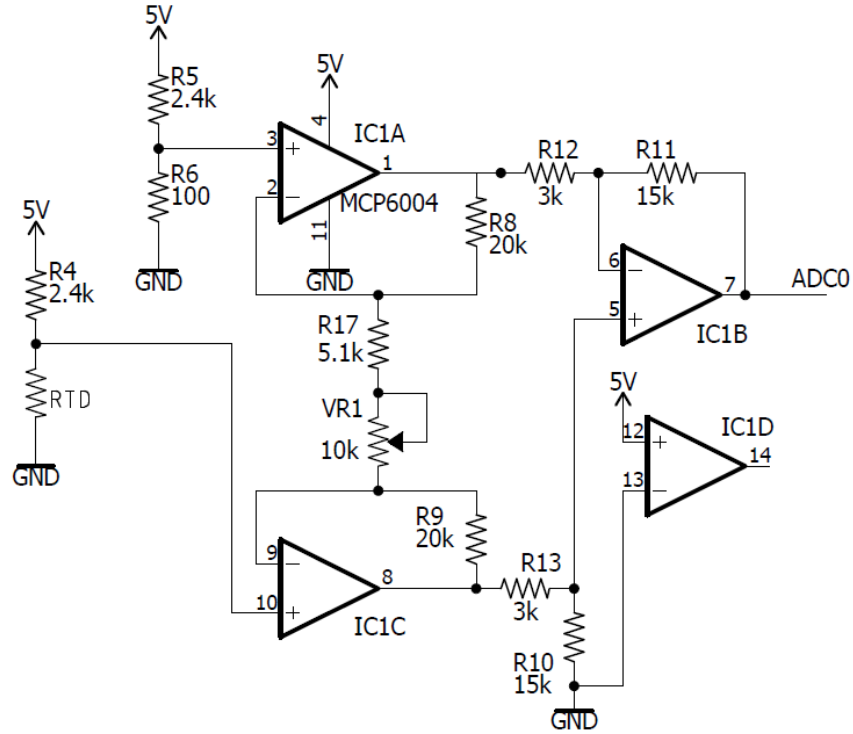 5V
R5
2.4k
5V
4
IC1A
3
+
1
R12
R11
R6
100
2
−
MCP6004
3k
15k
5V
11
R8
20k
GND
GND
R4
2.4k
6
−
7
ADC0
R17
5.1k
5
+
IC1B
RTD
VR1
5V
10k
12
+
IC1D
14
GND
13
−
R9
20k
9
−
8
R13
10
+
3k
IC1C
R10
15k
GND